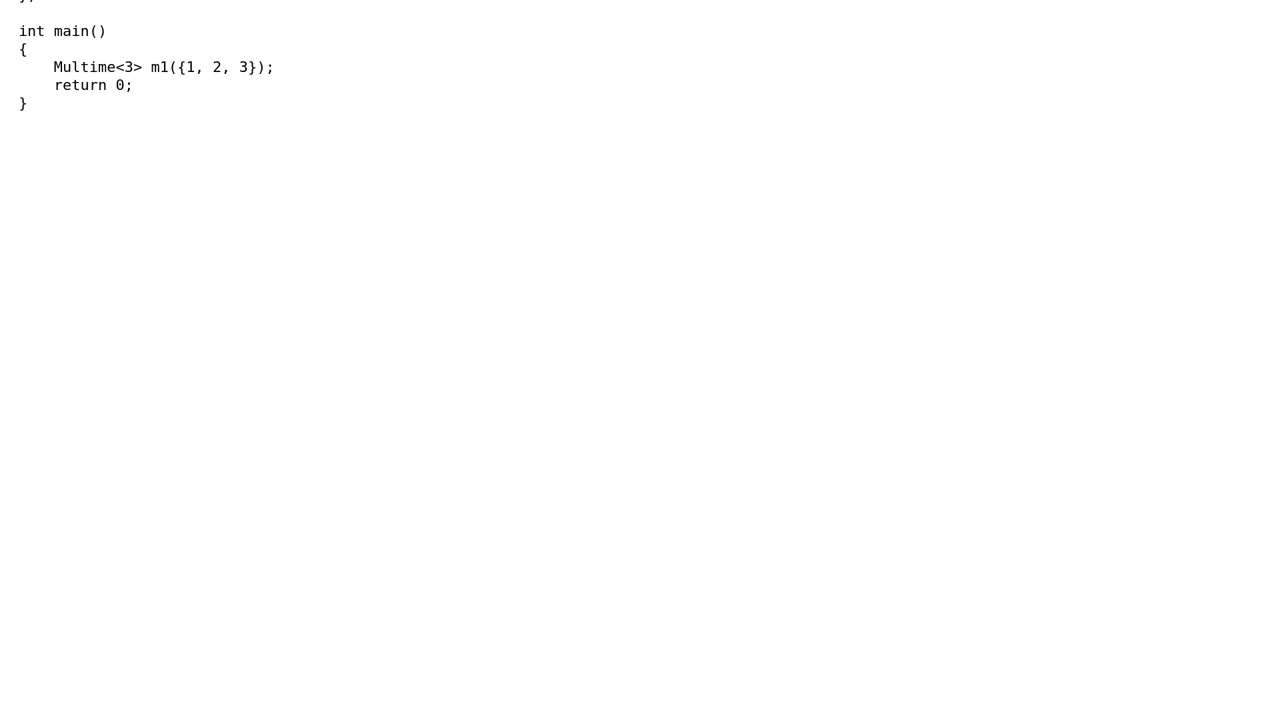 };
int main()
{
    Multime<3> m1({1, 2, 3});
    return 0;
}